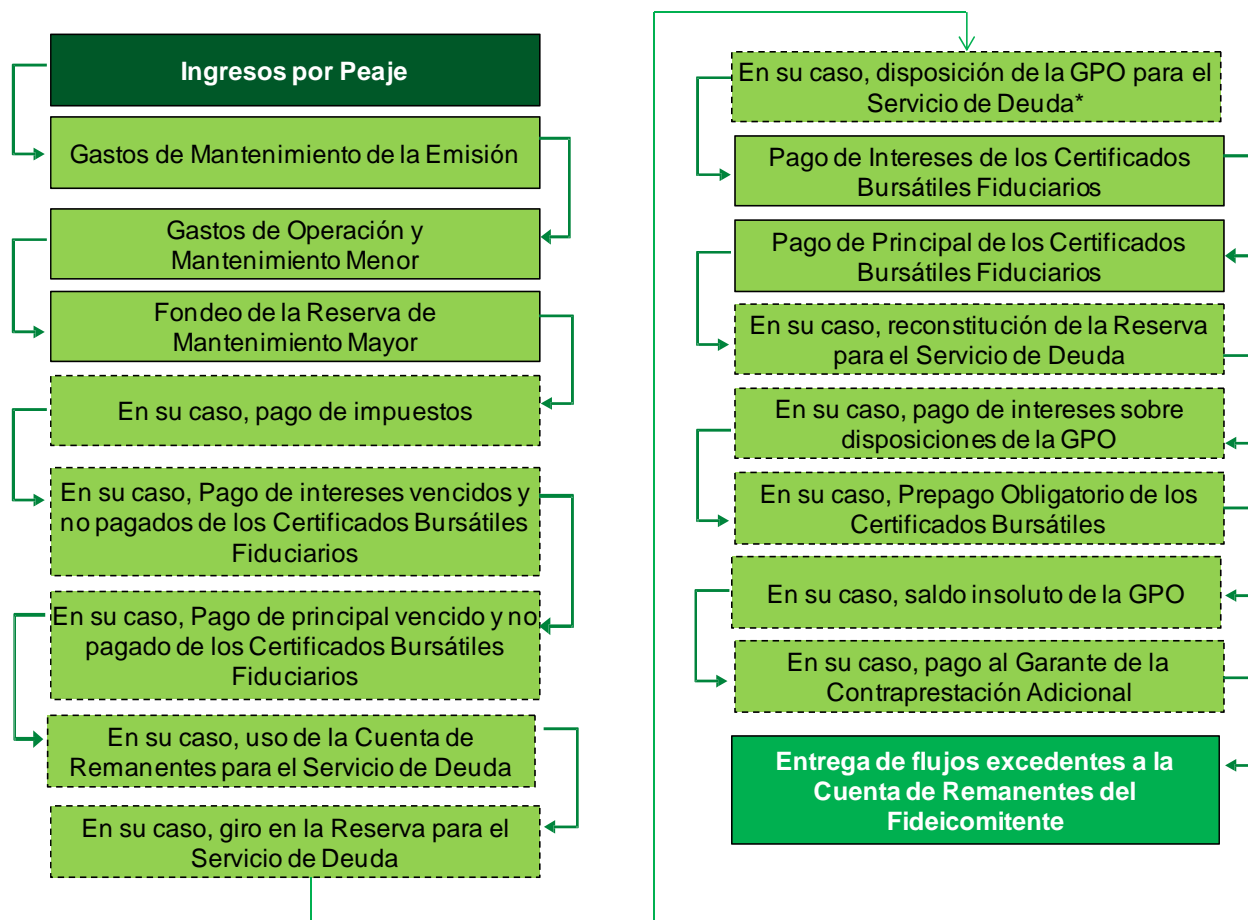 Ingresos por Peaje
Gastos de Mantenimiento de la Emisión
Gastos de Operación y
Mantenimiento Menor
Fondeo de la Reserva de
Mantenimiento Mayor
En su caso, pago de impuestos
En su caso, Pago de intereses vencidos y
no pagados de los Certificados Bursátiles
Fiduciarios
En su caso, Pago de principal vencido y no
pagado de los Certificados Bursátiles
Fiduciarios
En su caso, uso de la Cuenta de
Remanentes para el Servicio de Deuda
En su caso, giro en la Reserva para el
Servicio de Deuda
En su caso, disposición de la GPO para el
Servicio de Deuda*
Pago de Intereses de los Certificados
Bursátiles Fiduciarios
Pago de Principal de los Certificados
Bursátiles Fiduciarios
En su caso, reconstitución de la Reserva
para el Servicio de Deuda
En su caso, pago de intereses sobre
disposiciones de la GPO
En su caso, Prepago Obligatorio de los
Certificados Bursátiles
En su caso, saldo insoluto de la GPO
En su caso, pago al Garante de la
Contraprestación Adicional
Entrega de flujos excedentes a la
Cuenta de Remanentes del
Fideicomitente